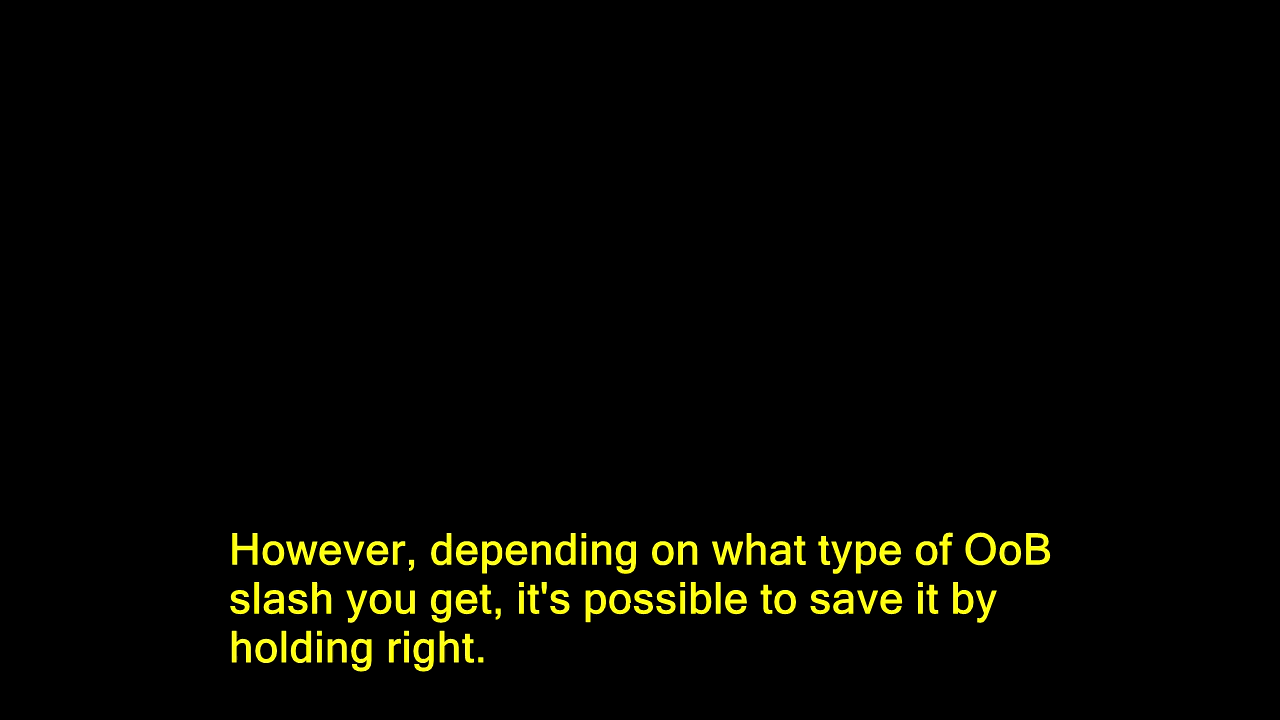 However, depending on what type of OoB
slash you get, it's possible to save it by
holding right.